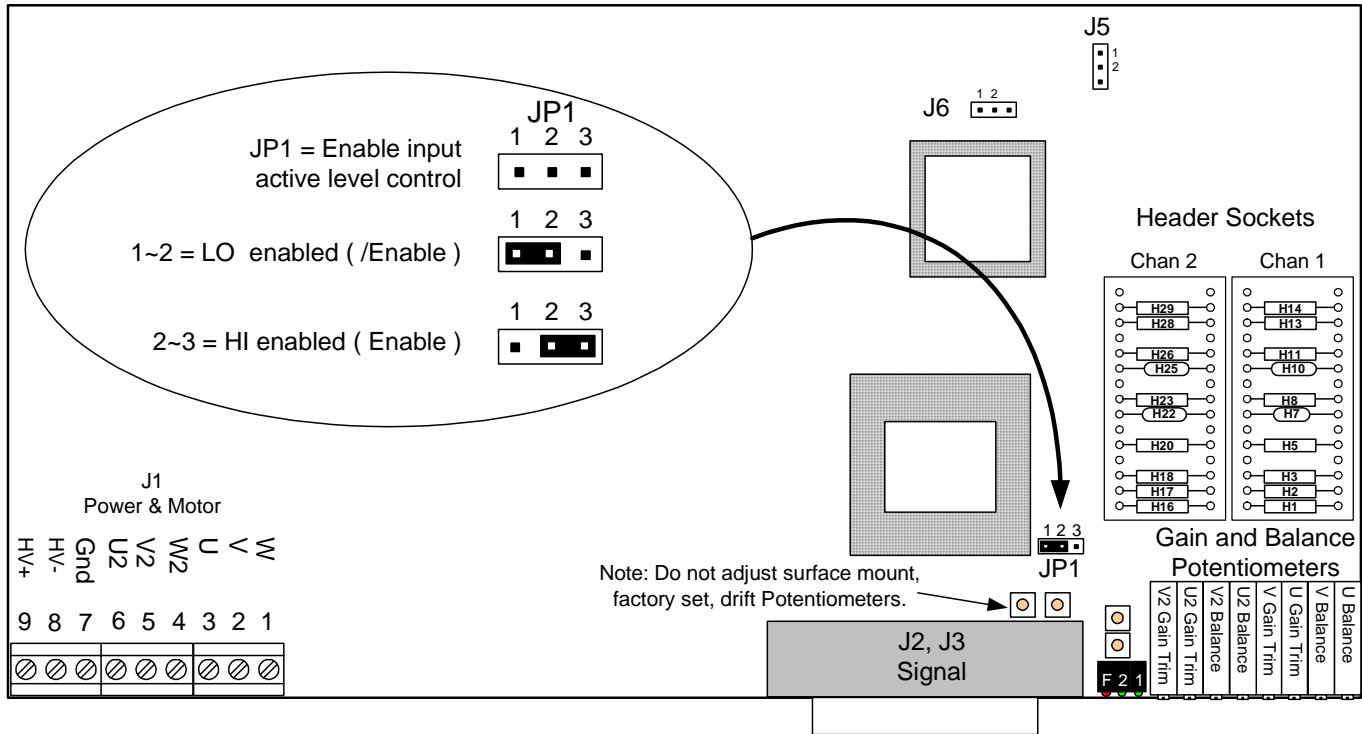 J5
1
2
J6
1 2
JP1
1 2 3
JP1 = Enable input
active level control
1 2 3
1~2 = LO enabled ( /Enable )
1 2 3
2~3 = HI enabled ( Enable )
Header Sockets
Chan 2
Chan 1
H29
H28
H26
H25
H23
H22
H20
H18
H17
H16
H14
H13
H11
H10
H8
H7
H5
H3
H2
H1
J1
Power & Motor
HV+
HV-
Gnd
U2
V2
W2
U
V
W
9 8 7 6 5 4 3 2 1
1 2 3
JP1
Note: Do not adjust surface mount,
factory set, drift Potentiometers.
J2, J3
Signal
F 2 1
Gain and Balance
Potentiometers
V2 Gain Trim
U2 Gain Trim
V2 Balance
U2 Balance
V Gain Trim
U Gain Trim
V Balance
U Balance